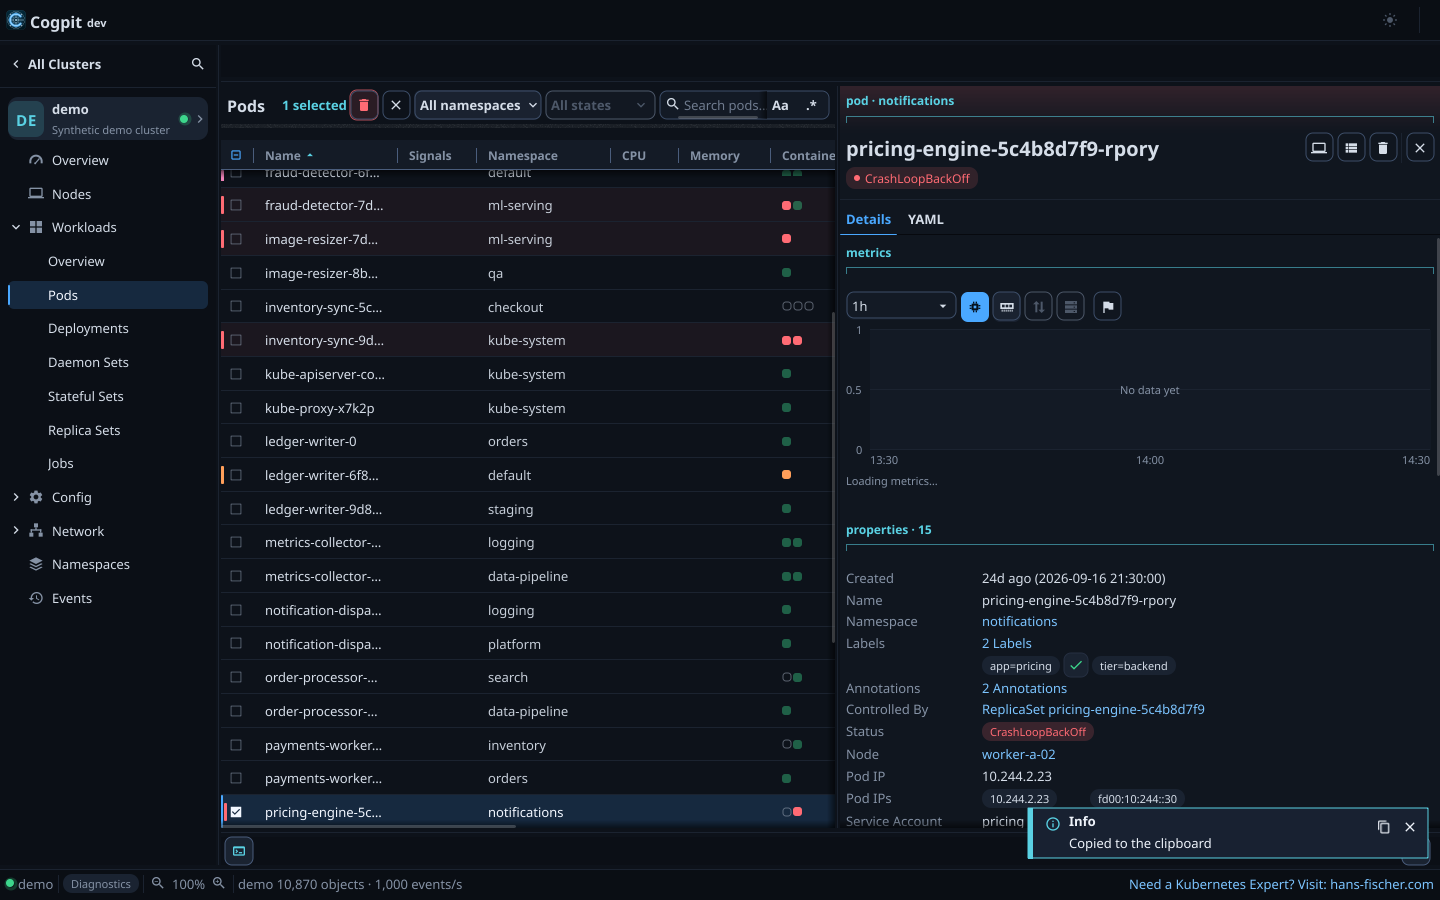 Cogpit dev
All Clusters
DE
demo
Synthetic demo cluster
Overview
Nodes
Workloads
Overview
Pods
Deployments
Daemon Sets
Stateful Sets
Replica Sets
Jobs
Config
Network
Namespaces
Events
Pods 1 selected All namespaces All states Search pods... Aa .*
Name Signals Namespace CPU Memory Containe
fraud-detector-6f... default
fraud-detector-7d... ml-serving
image-resizer-7d... ml-serving
image-resizer-8b... qa
inventory-sync-5c... checkout
inventory-sync-9d... kube-system
kube-apiserver-co... kube-system
kube-proxy-x7k2p kube-system
ledger-writer-0 orders
ledger-writer-6f8... default
ledger-writer-9d8... staging
metrics-collector-... logging
metrics-collector-... data-pipeline
notification-dispa... logging
notification-dispa... platform
order-processor-... search
order-processor-... data-pipeline
payments-worker... inventory
payments-worker... orders
pricing-engine-5c... notifications
pod · notifications
pricing-engine-5c4b8d7f9-rpory
CrashLoopBackOff
Details YAML
metrics
1h
1
0.5
0
No data yet
13:30 14:00 14:30
Loading metrics...
properties · 15
Created 24d ago (2026-09-16 21:30:00)
Name pricing-engine-5c4b8d7f9-rpory
Namespace notifications
Labels 2 Labels
app=pricing tier=backend
Annotations 2 Annotations
Controlled By ReplicaSet pricing-engine-5c4b8d7f9
Status CrashLoopBackOff
Node worker-a-02
Pod IP 10.244.2.23
Pod IPs 10.244.2.23 fd00:10:244::30
Service Account pricing
Info
Copied to the clipboard
demo Diagnostics 100% demo 10,870 objects · 1,000 events/s
Need a Kubernetes Expert? Visit: hans-fischer.com